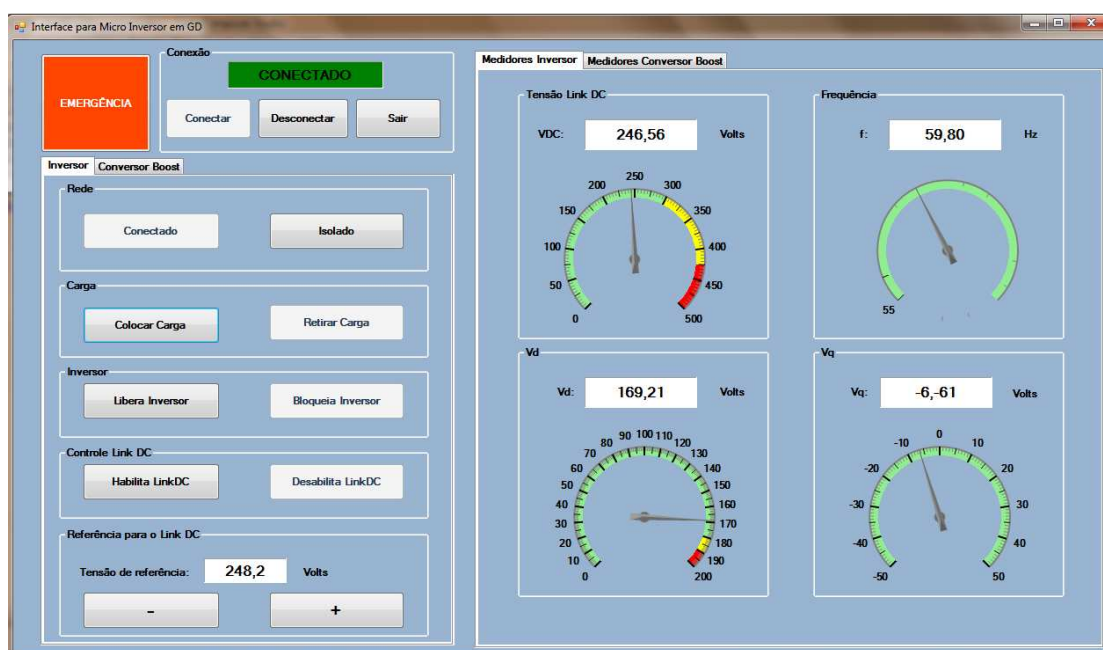 Interface para Micro Inversor em GD
EMERGÊNCIA
Conexão
CONECTADO
Conectar Desconectar Sair
Inversor Conversor Boost
Rede
Conectado Isolado
Carga
Colocar Carga Retirar Carga
Inversor
Libera Inversor Bloqueia Inversor
Controle Link DC
Habilita LinkDC Desabilita LinkDC
Referência para o Link DC
Tensão de referência: 248,2 Volts
- +
Medidores Inversor Medidores Conversor Boost
Tensão Link DC
VDC: 246,56 Volts
0 50 100 150 200 250 300 350 400 450 500
Frequência
f: 59,80 Hz
55
Vd
Vd: 169,21 Volts
0 10 20 30 40 50 60 70 80 90 100 110 120 130 140 150 160 170 180 190 200
Vq
Vq: -6,-61 Volts
-50 -40 -30 -20 -10 0 10 20 30 40 50